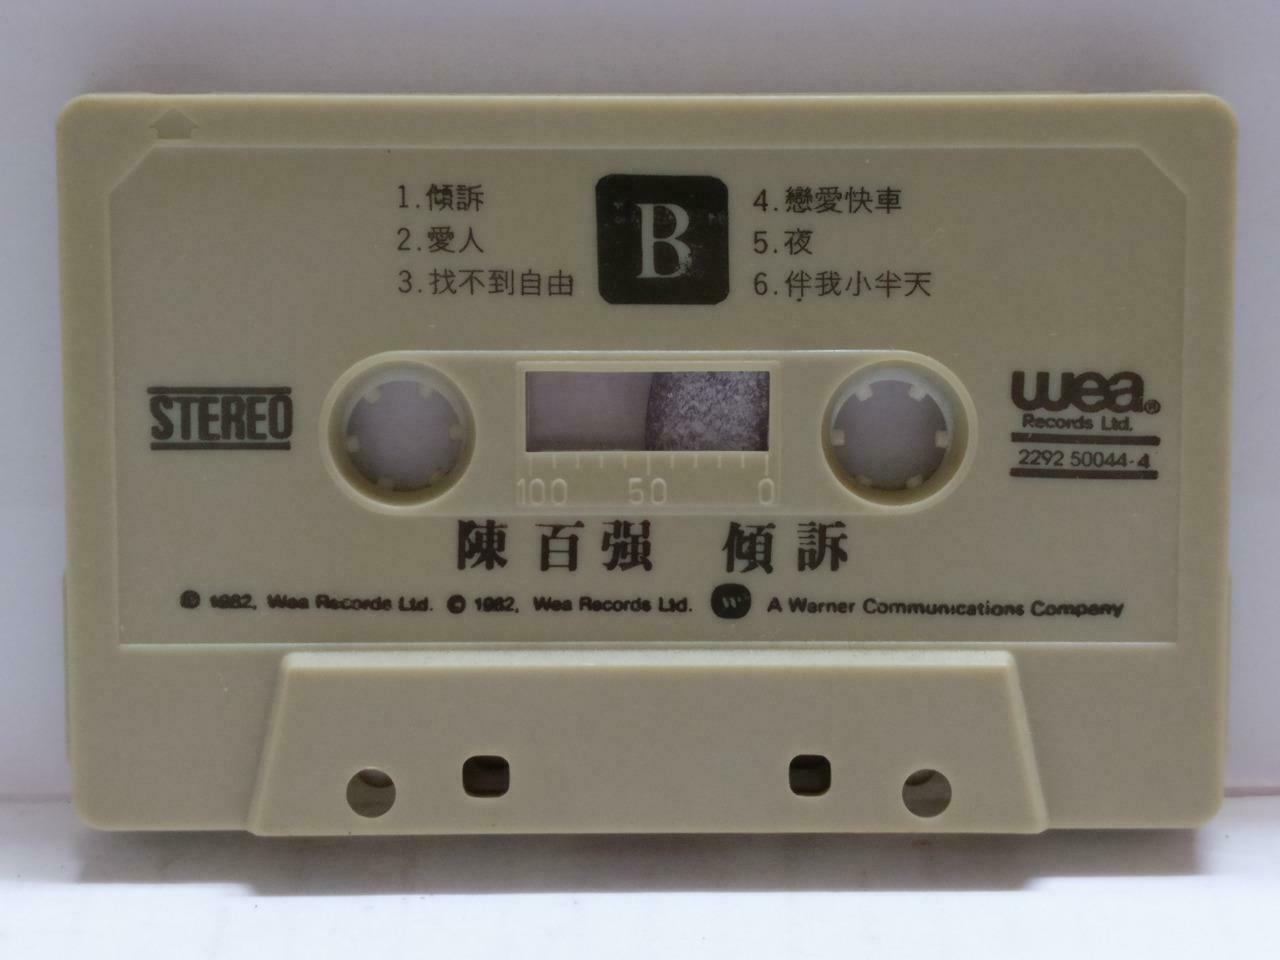 1.傾訴
2.愛人
3.找不到自由
B
4.戀愛快車
5.夜
6.伴我小半天
STEREO
wea®
Records Ltd.
2292 50044-4
100 50 0
陳百强 傾訴
Ⓟ 1982, Wea Records Ltd. © 1982, Wea Records Ltd. W A Warner Communications Company